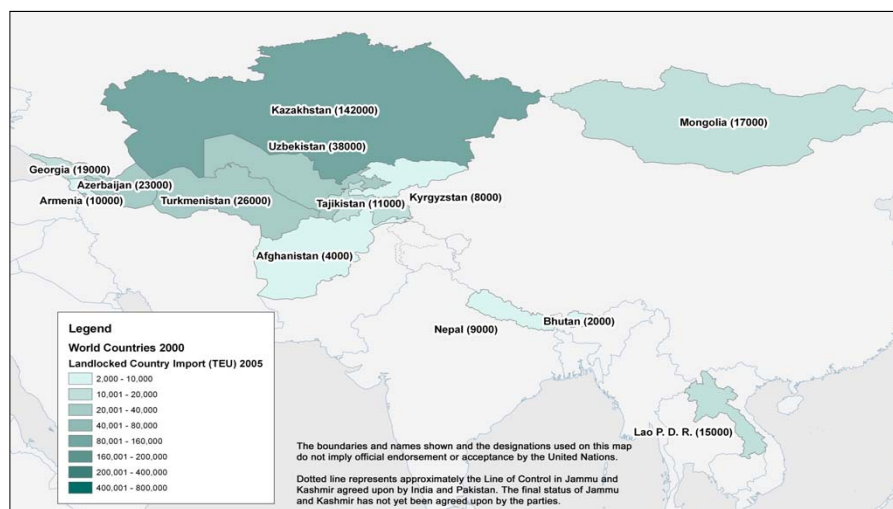 Kazakhstan (142000)
Mongolia (17000)
Uzbekistan (38000)
Georgia (19000)
Azerbaijan (23000)
Armenia (10000)
Turkmenistan (26000)
Tajikistan (11000)
Kyrgyzstan (8000)
Afghanistan (4000)
Nepal (9000)
Bhutan (2000)
Lao P. D. R. (15000)
Legend
World Countries 2000
Landlocked Country Import (TEU) 2005
2,000 - 10,000
10,001 - 20,000
20,001 - 40,000
40,001 - 80,000
80,001 - 160,000
160,001 - 200,000
200,001 - 400,000
400,001 - 800,000
The boundaries and names shown and the designations used on this map
do not imply official endorsement or acceptance by the United Nations.
Dotted line represents approximately the Line of Control in Jammu and
Kashmir agreed upon by India and Pakistan. The final status of Jammu
and Kashmir has not yet been agreed upon by the parties.